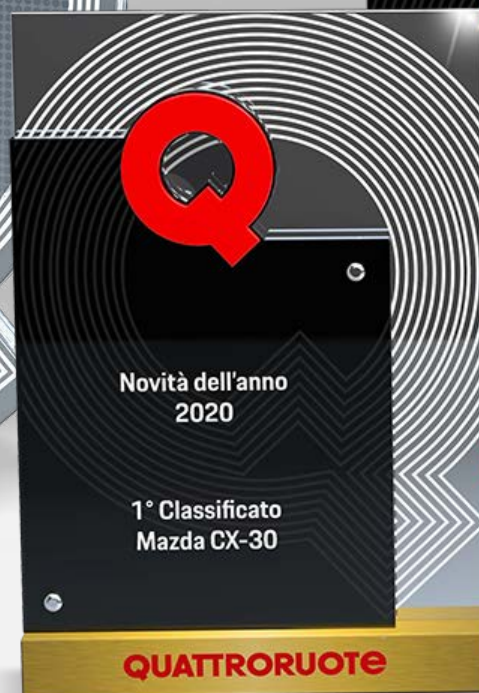 Q
Novità dell'anno
2020
1° Classificato
Mazda CX-30
QUATTRORUOTe